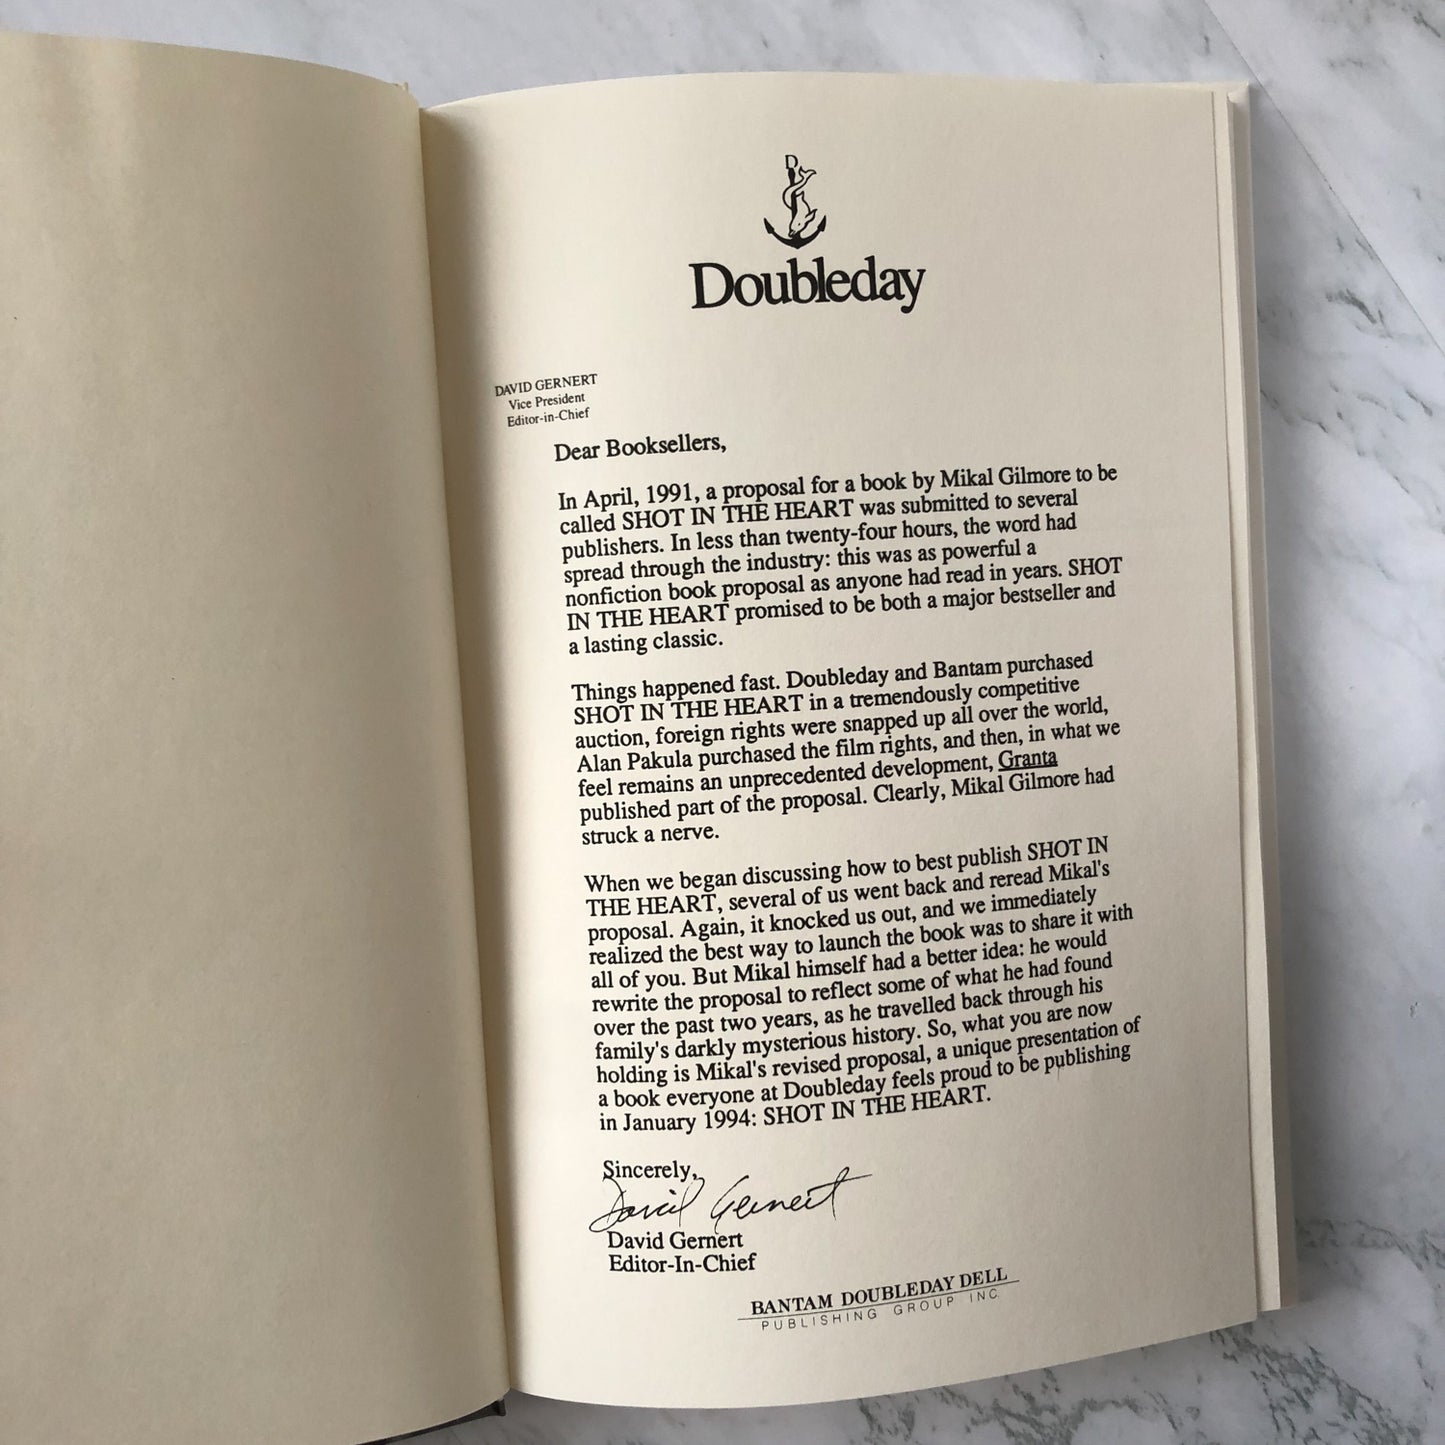 D
Doubleday
DAVID GERNERT
Vice President
Editor-in-Chief
Dear Booksellers,
In April, 1991, a proposal for a book by Mikal Gilmore to be
called SHOT IN THE HEART was submitted to several
publishers. In less than twenty-four hours, the word had
spread through the industry: this was as powerful a
nonfiction book proposal as anyone had read in years. SHOT
IN THE HEART promised to be both a major bestseller and
a lasting classic.
Things happened fast. Doubleday and Bantam purchased
SHOT IN THE HEART in a tremendously competitive
auction, foreign rights were snapped up all over the world,
Alan Pakula purchased the film rights, and then, in what we
feel remains an unprecedented development, Granta
published part of the proposal. Clearly, Mikal Gilmore had
struck a nerve.
When we began discussing how to best publish SHOT IN
THE HEART, several of us went back and reread Mikal's
proposal. Again, it knocked us out, and we immediately
realized the best way to launch the book was to share it with
all of you. But Mikal himself had a better idea: he would
rewrite the proposal to reflect some of what he had found
over the past two years, as he travelled back through his
family's darkly mysterious history. So, what you are now
holding is Mikal's revised proposal, a unique presentation of
a book everyone at Doubleday feels proud to be publishing
in January 1994: SHOT IN THE HEART.
Sincerely,
David Gernert
David Gernert
Editor-In-Chief
BANTAM DOUBLEDAY DELL
PUBLISHING GROUP INC